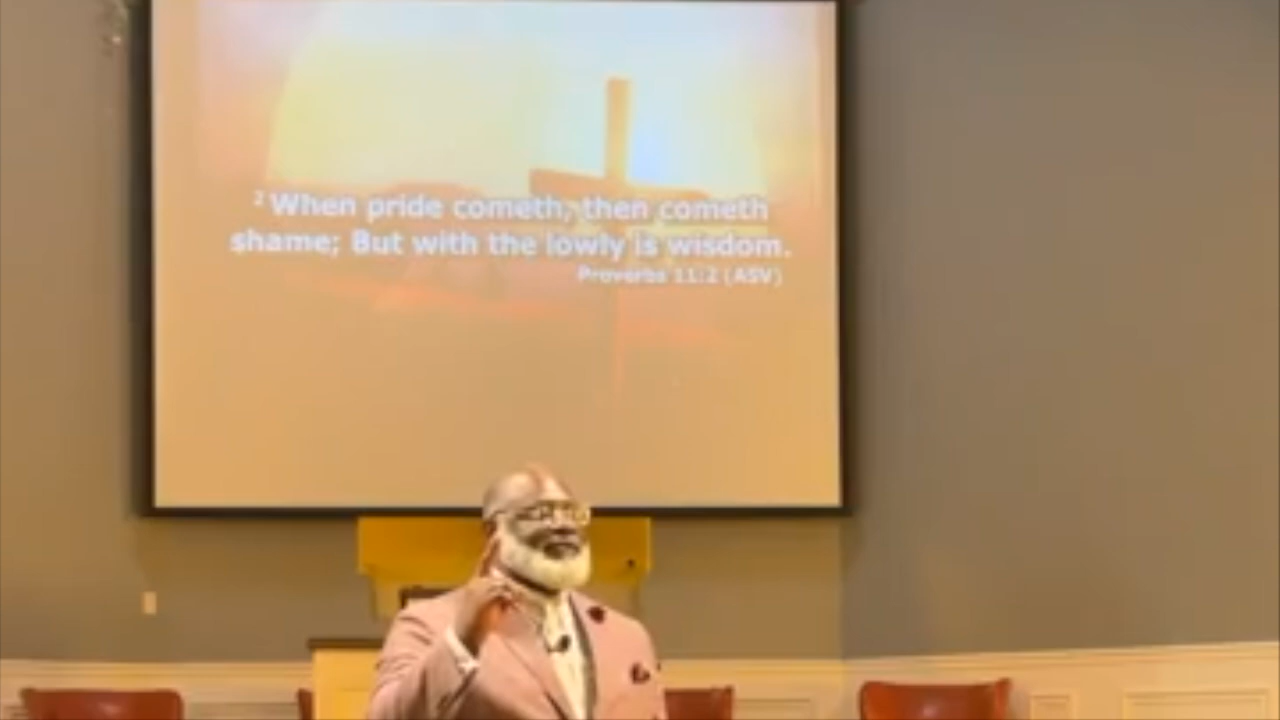 2 When pride cometh, then cometh
shame; But with the lowly is wisdom.
Proverbs 11:2 (ASV)